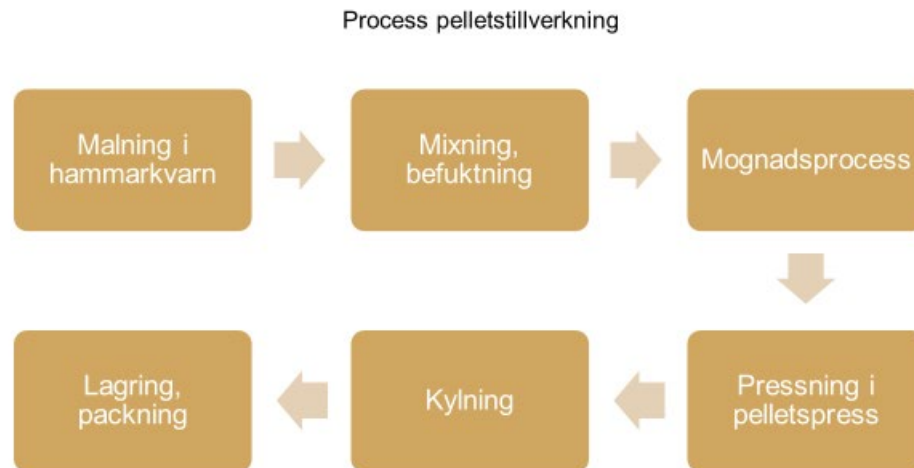 Process pelletstillverkning
Malning i
hammarkvarn
Mixning,
befuktning
Mognadsprocess
Pressning i
pelletspress
Kylning
Lagring,
packning